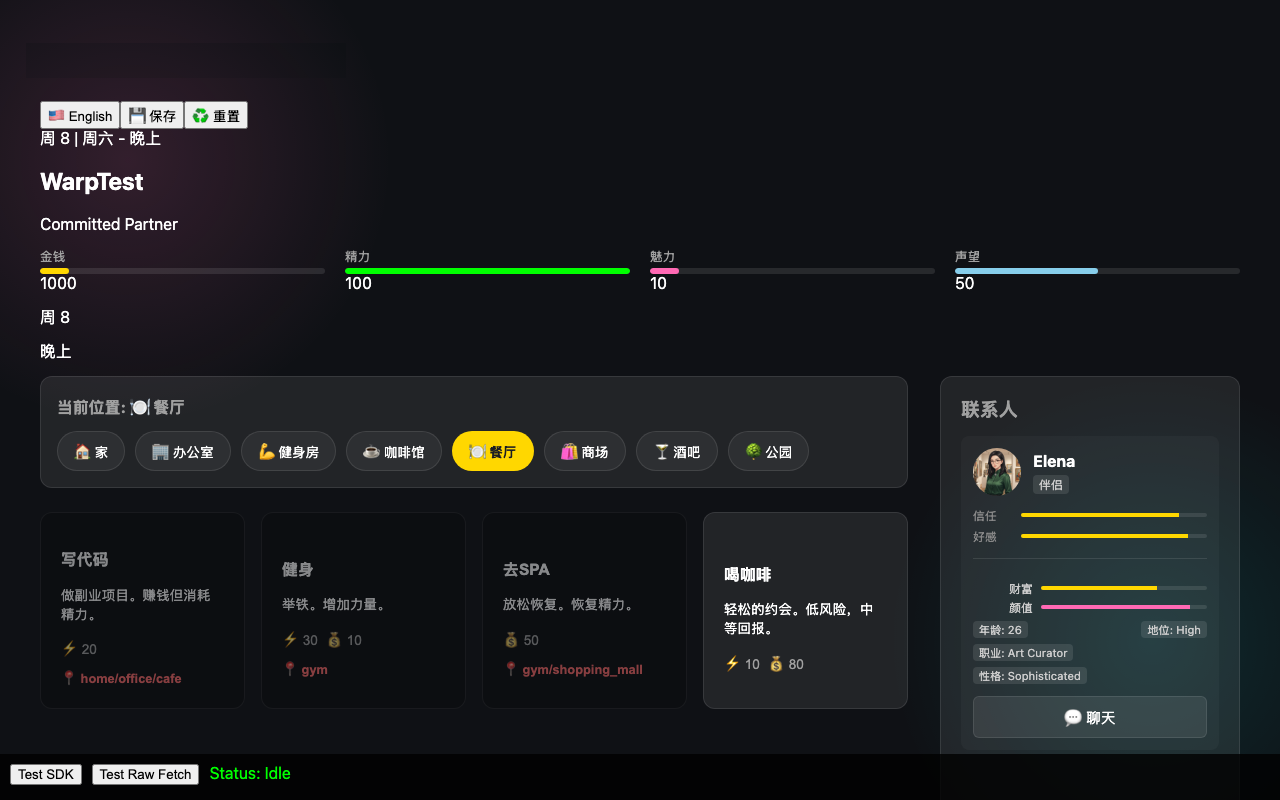 🇺🇸 English 💾 保存 ♻️ 重置
周 8 | 周六 - 晚上
WarpTest
Committed Partner
金钱 精力 魅力 声望
1000 100 10 50
周 8
晚上
当前位置: 🍽️ 餐厅
🏠 家 🏢 办公室 💪 健身房 ☕ 咖啡馆 🍽️ 餐厅 🛍️ 商场 🍸 酒吧 🌳 公园
写代码
做副业项目。赚钱但消耗
精力。
⚡ 20
📍 home/office/cafe
健身
举铁。增加力量。
⚡ 30 💰 10
📍 gym
去SPA
放松恢复。恢复精力。
💰 50
📍 gym/shopping_mall
喝咖啡
轻松的约会。低风险，中
等回报。
⚡ 10 💰 80
联系人
Elena
伴侣
信任
好感
财富
颜值
年龄: 26 地位: High
职业: Art Curator
性格: Sophisticated
💬 聊天
Test SDK Test Raw Fetch Status: Idle